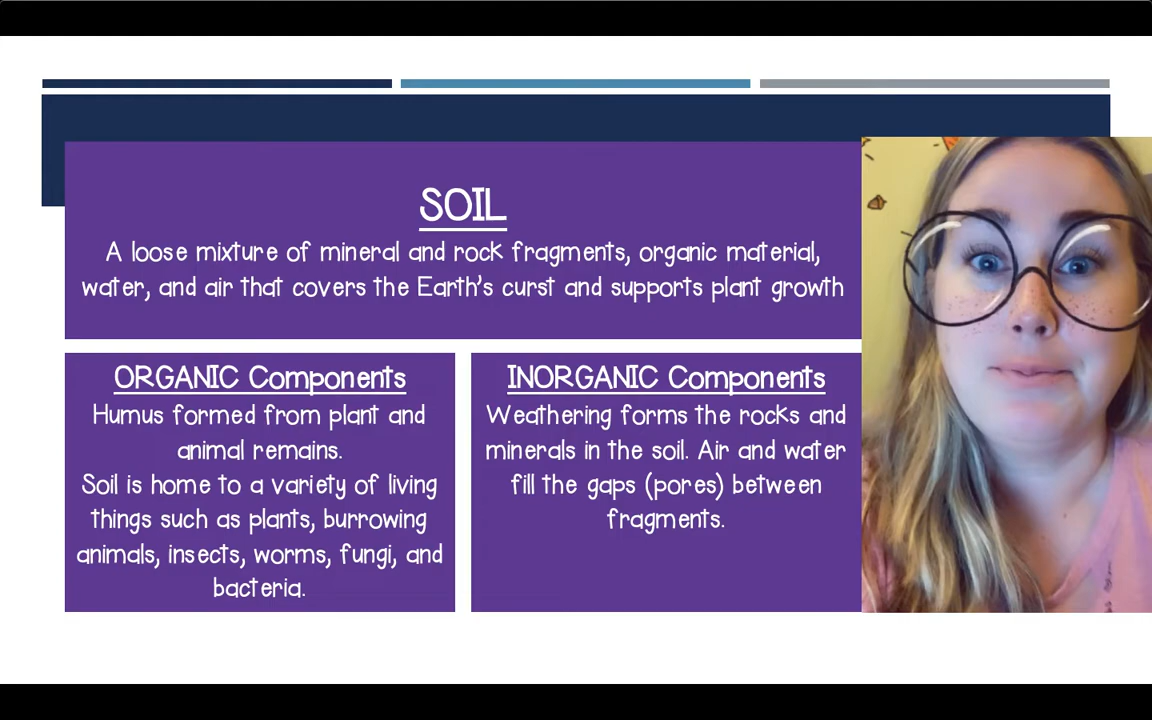 SOIL
A loose mixture of mineral and rock fragments, organic material,
water, and air that covers the Earth's curst and supports plant growth
ORGANIC Components
Humus formed from plant and
animal remains.
Soil is home to a variety of living
things such as plants, burrowing
animals, insects, worms, fungi, and
bacteria.
INORGANIC Components
Weathering forms the rocks and
minerals in the soil. Air and water
fill the gaps (pores) between
fragments.